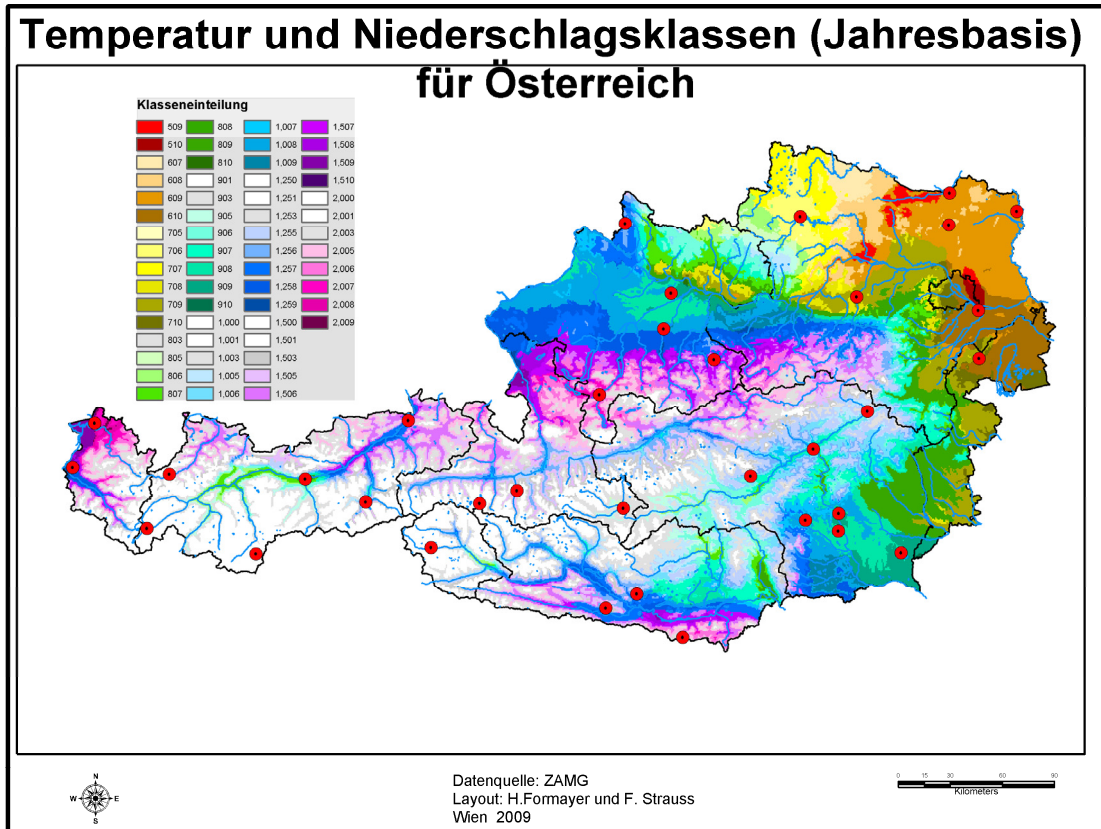 Temperatur und Niederschlagsklassen (Jahresbasis)
für Österreich
Klasseneinteilung
509 808 1,007 1,507
510 809 1,008 1,508
607 810 1,009 1,509
608 901 1,250 1,510
609 903 1,251 2,000
610 905 1,253 2,001
705 906 1,255 2,003
706 907 1,256 2,005
707 908 1,257 2,006
708 909 1,258 2,007
709 910 1,259 2,008
710 1,000 1,500 2,009
803 1,001 1,501
805 1,003 1,503
806 1,005 1,505
807 1,006 1,506
N
W E
S
Datenquelle: ZAMG
Layout: H.Formayer und F. Strauss
Wien 2009
0 15 30 60 90
Kilometers